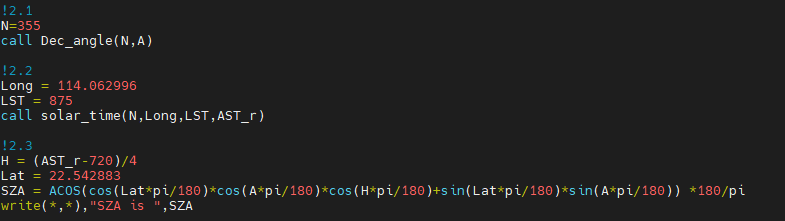 !2.1
N=355
call Dec_angle(N,A)
!2.2
Long = 114.062996
LST = 875
call solar_time(N,Long,LST,AST_r)
!2.3
H = (AST_r-720)/4
Lat = 22.542883
SZA = ACOS(cos(Lat*pi/180)*cos(A*pi/180)*cos(H*pi/180)+sin(Lat*pi/180)*sin(A*pi/180)) *180/pi
write(*,*),"SZA is ",SZA